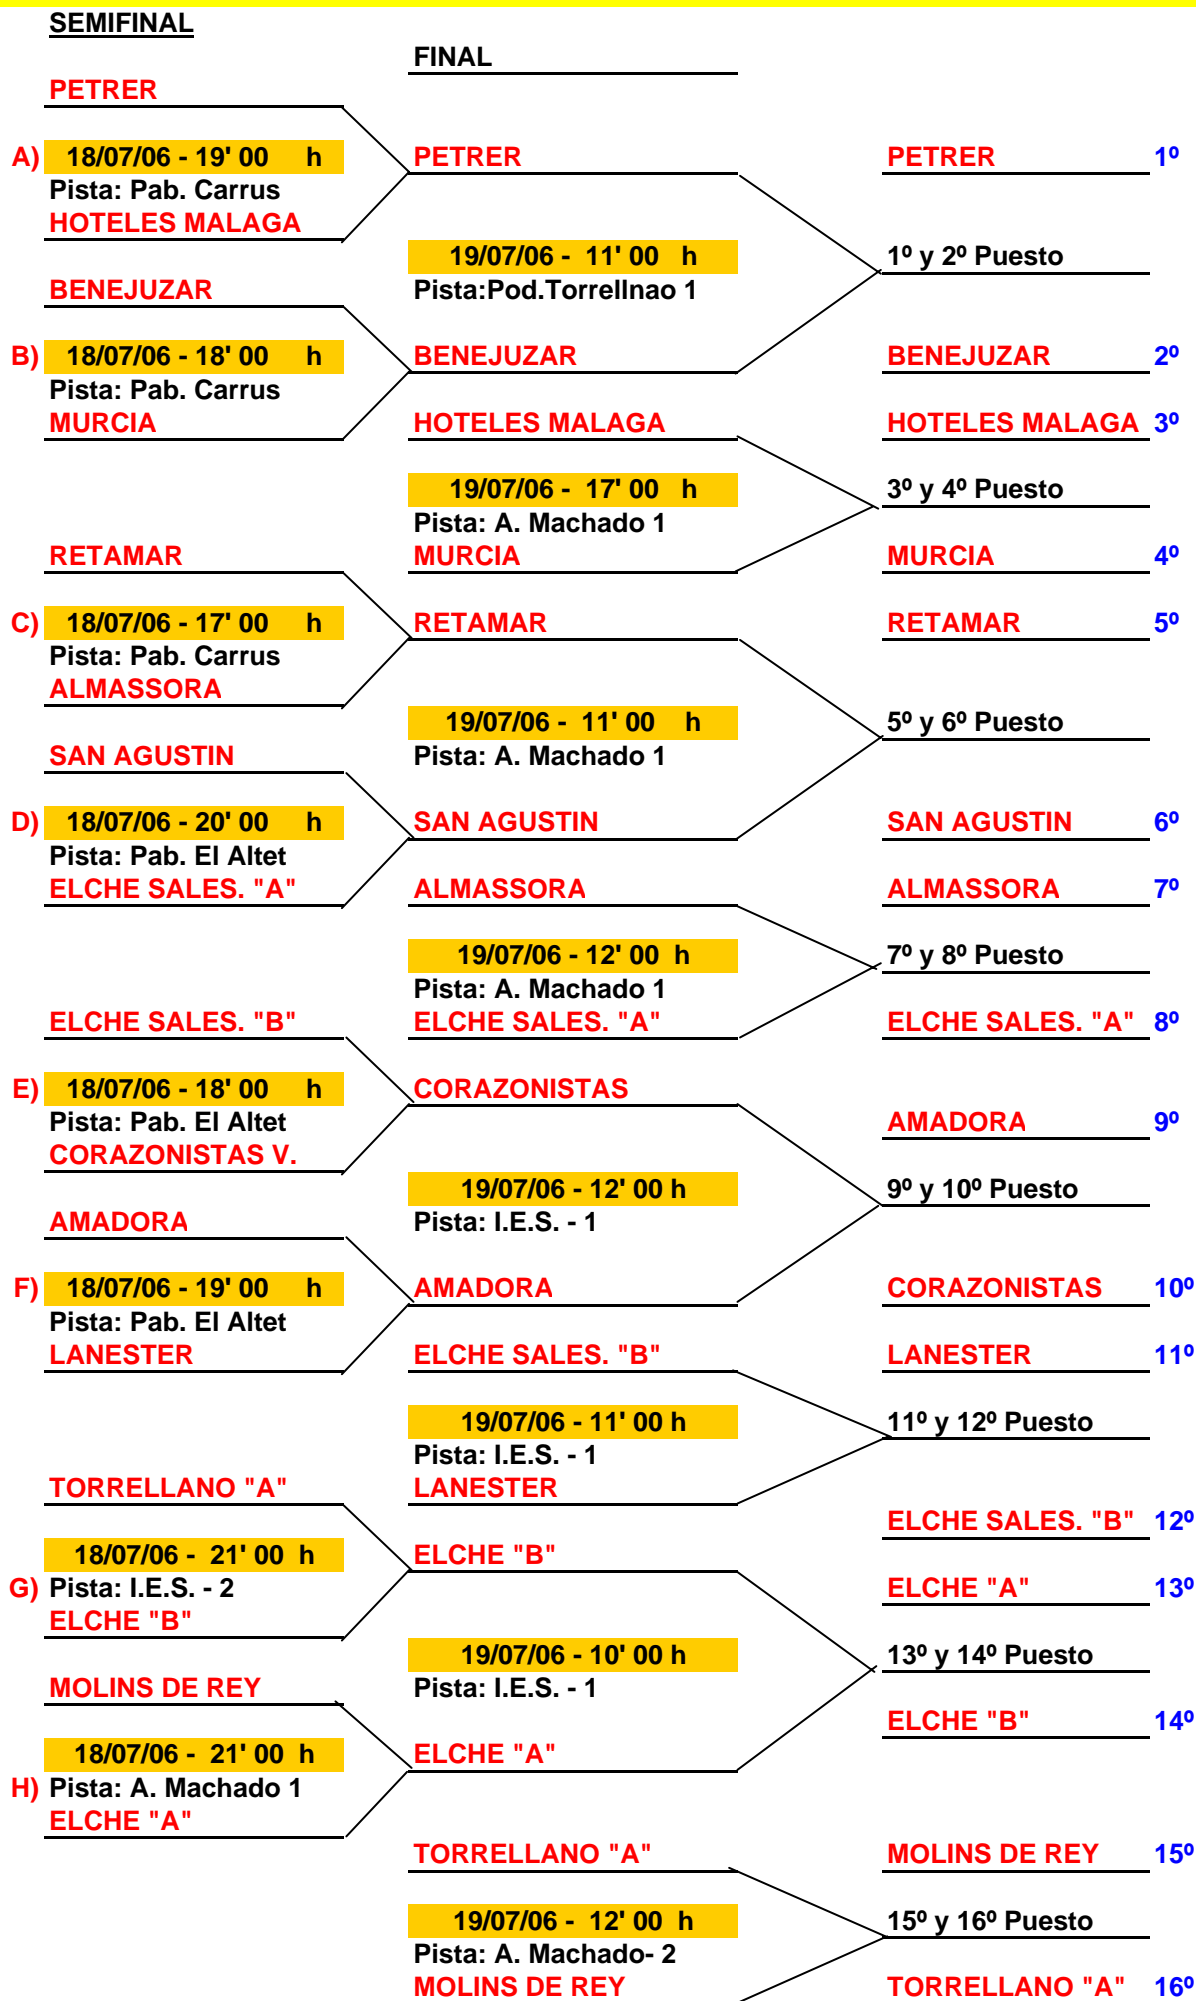 SEMIFINAL
FINAL
PETRER
A) 18/07/06 - 19' 00 h PETRER PETRER 1º
Pista: Pab. Carrus
HOTELES MALAGA
19/07/06 - 11' 00 h 1º y 2º Puesto
BENEJUZAR Pista:Pod.Torrellnao 1
B) 18/07/06 - 18' 00 h BENEJUZAR BENEJUZAR 2º
Pista: Pab. Carrus
MURCIA HOTELES MALAGA HOTELES MALAGA 3º
19/07/06 - 17' 00 h 3º y 4º Puesto
Pista: A. Machado 1
RETAMAR MURCIA MURCIA 4º
C) 18/07/06 - 17' 00 h RETAMAR RETAMAR 5º
Pista: Pab. Carrus
ALMASSORA
19/07/06 - 11' 00 h 5º y 6º Puesto
SAN AGUSTIN Pista: A. Machado 1
D) 18/07/06 - 20' 00 h SAN AGUSTIN SAN AGUSTIN 6º
Pista: Pab. El Altet
ELCHE SALES. "A" ALMASSORA ALMASSORA 7º
19/07/06 - 12' 00 h 7º y 8º Puesto
Pista: A. Machado 1
ELCHE SALES. "B" ELCHE SALES. "A" ELCHE SALES. "A" 8º
E) 18/07/06 - 18' 00 h CORAZONISTAS
Pista: Pab. El Altet AMADORA 9º
CORAZONISTAS V.
19/07/06 - 12' 00 h 9º y 10º Puesto
AMADORA Pista: I.E.S. - 1
F) 18/07/06 - 19' 00 h AMADORA CORAZONISTAS 10º
Pista: Pab. El Altet
LANESTER ELCHE SALES. "B" LANESTER 11º
19/07/06 - 11' 00 h 11º y 12º Puesto
Pista: I.E.S. - 1
TORRELLANO "A" LANESTER
ELCHE SALES. "B" 12º
18/07/06 - 21' 00 h ELCHE "B"
G) Pista: I.E.S. - 2 ELCHE "A" 13º
ELCHE "B"
19/07/06 - 10' 00 h 13º y 14º Puesto
MOLINS DE REY Pista: I.E.S. - 1
ELCHE "B" 14º
18/07/06 - 21' 00 h ELCHE "A"
H) Pista: A. Machado 1
ELCHE "A"
TORRELLANO "A" MOLINS DE REY 15º
19/07/06 - 12' 00 h 15º y 16º Puesto
Pista: A. Machado- 2
MOLINS DE REY TORRELLANO "A" 16º